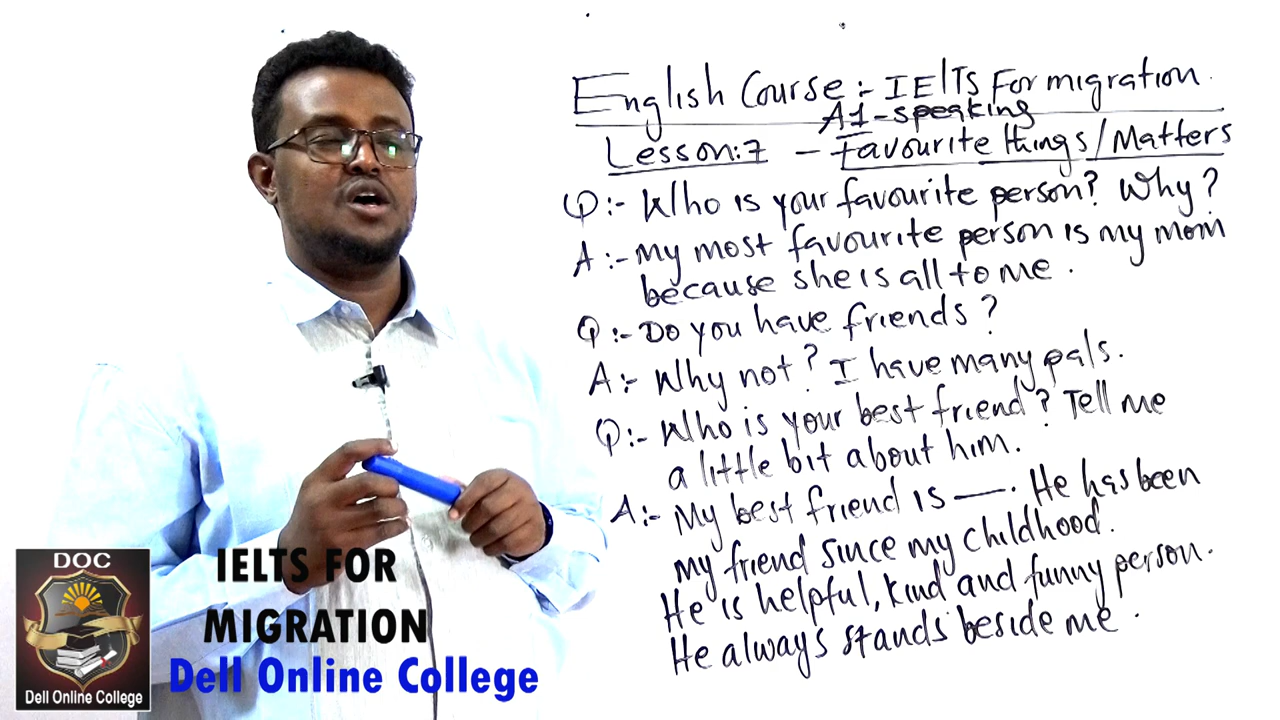 English Course:- IELTS For migration.
A1-speaking
Lesson:7 - Favourite things/Matters
Q:- Who is your favourite person? Why?
A:- My most favourite person is my mom
because she is all to me.
Q:- Do you have friends?
A:- Why not? I have many pals.
Q:- Who is your best friend? Tell me
a little bit about him.
A:- My best friend is —. He has been
my friend since my childhood.
He is helpful, kind and funny person.
He always stands beside me.
DOC
Dell Online College
IELTS FOR
MIGRATION
Dell Online College